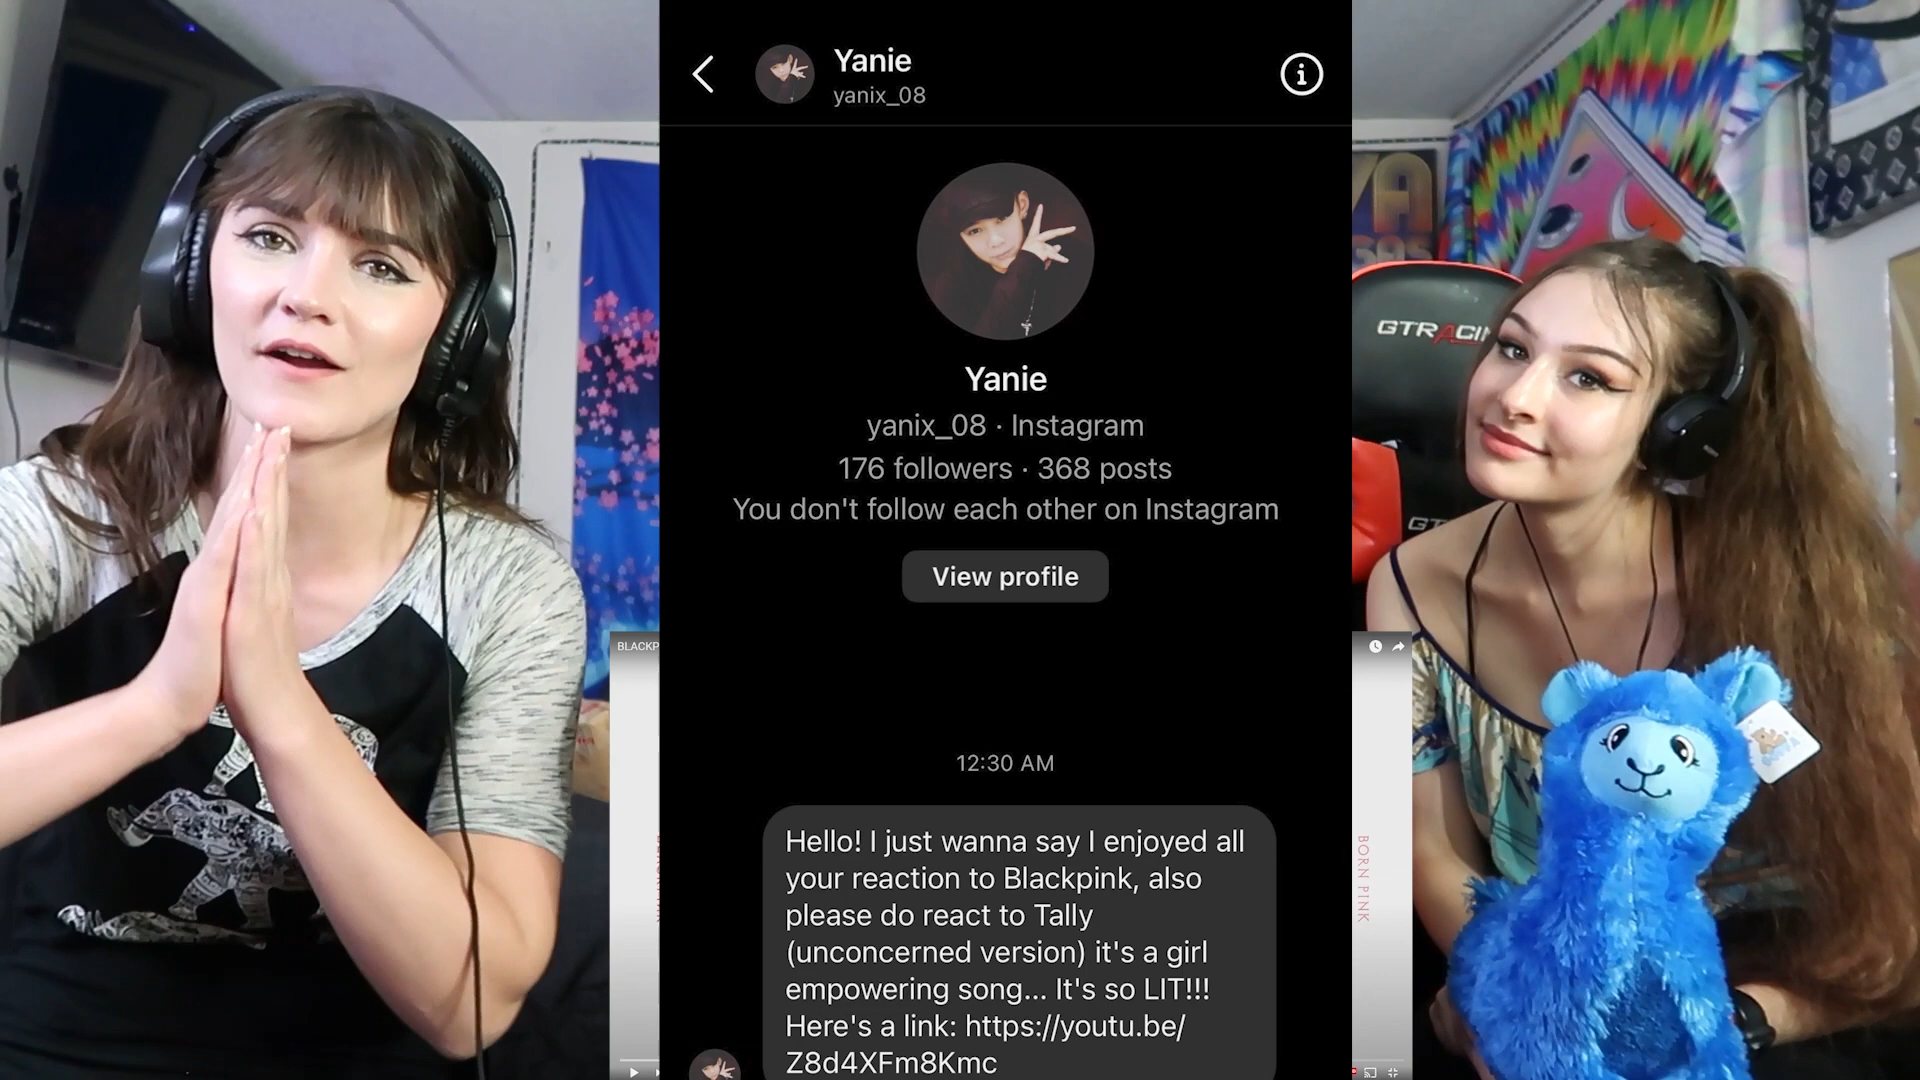 Yanie
yanix_08
Yanie
yanix_08 · Instagram
176 followers · 368 posts
You don't follow each other on Instagram
View profile
12:30 AM
Hello! I just wanna say I enjoyed all
your reaction to Blackpink, also
please do react to Tally
(unconcerned version) it's a girl
empowering song... It's so LIT!!!
Here's a link: https://youtu.be/
Z8d4XFm8Kmc
BLACKP
BORN PINK
GTRACIN
GT
VA